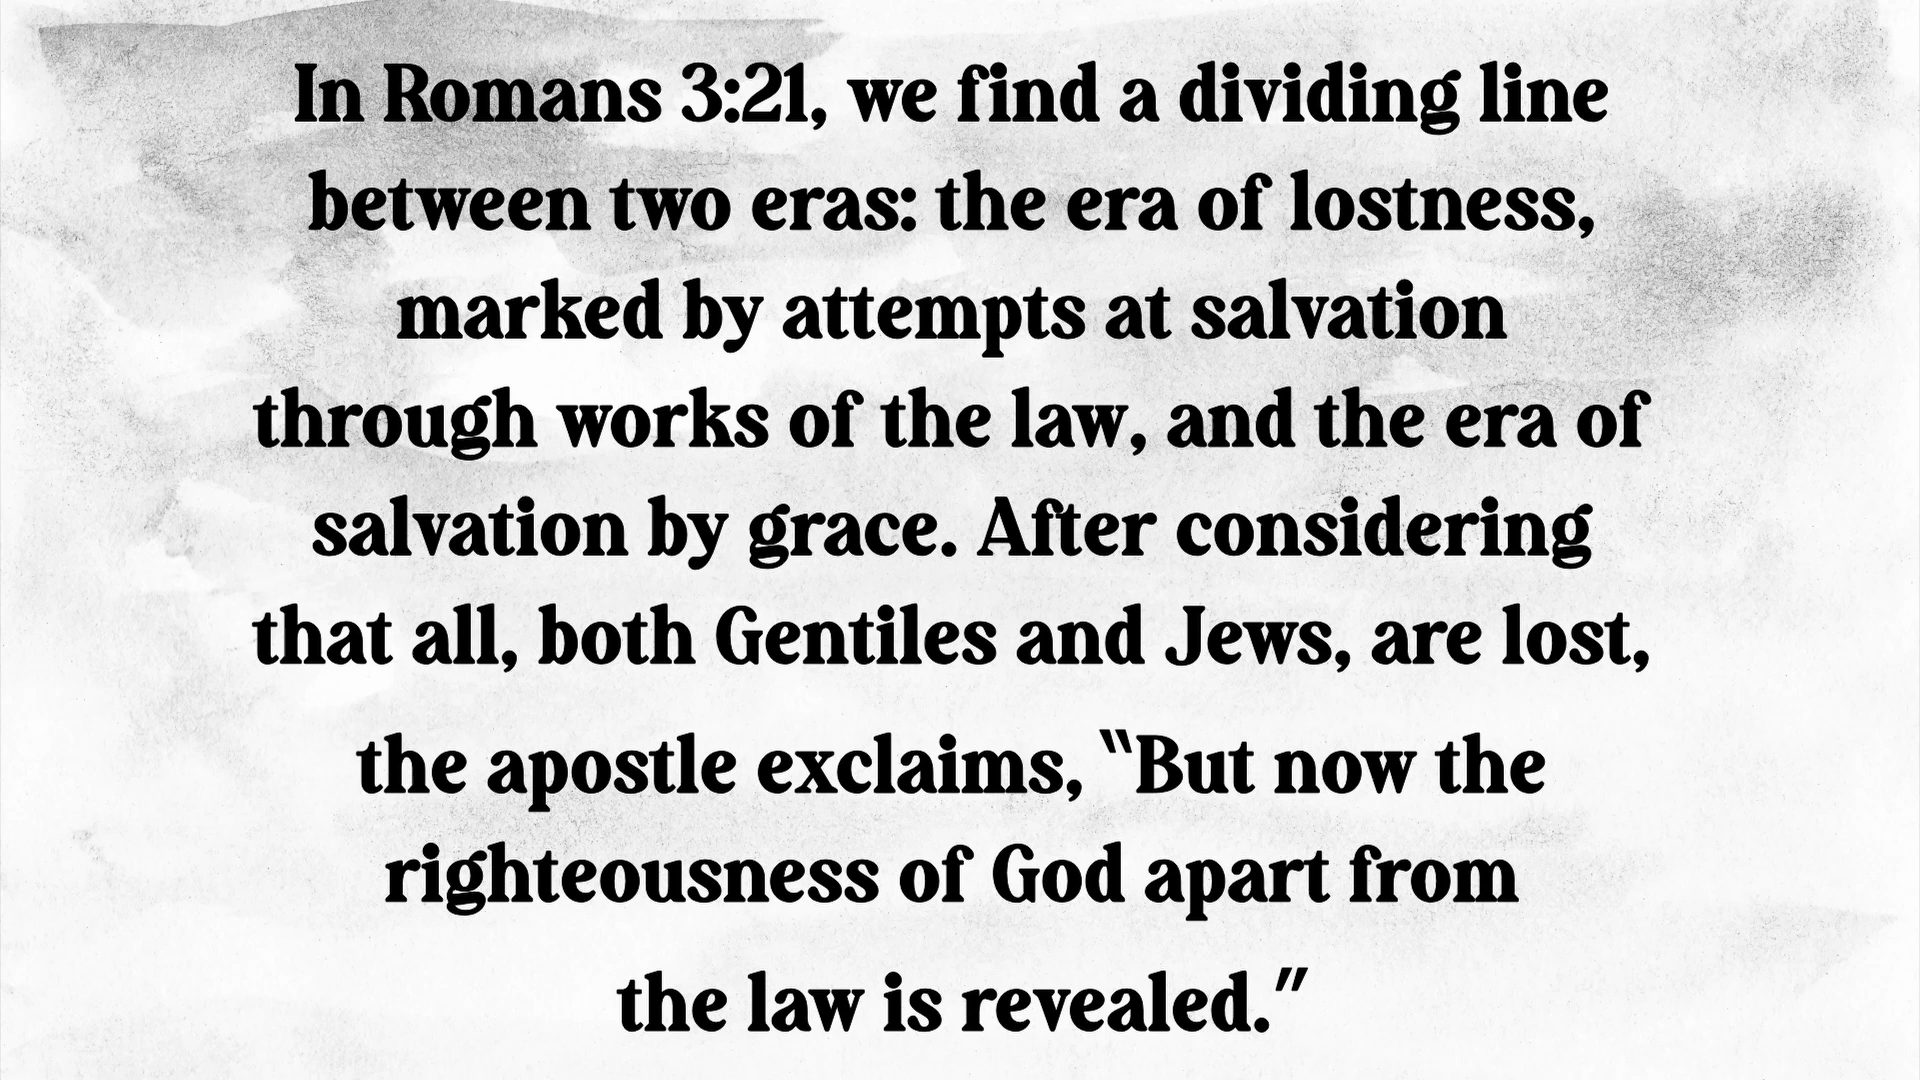 In Romans 3:21, we find a dividing line
between two eras: the era of lostness,
marked by attempts at salvation
through works of the law, and the era of
salvation by grace. After considering
that all, both Gentiles and Jews, are lost,
the apostle exclaims, “But now the
righteousness of God apart from
the law is revealed.”